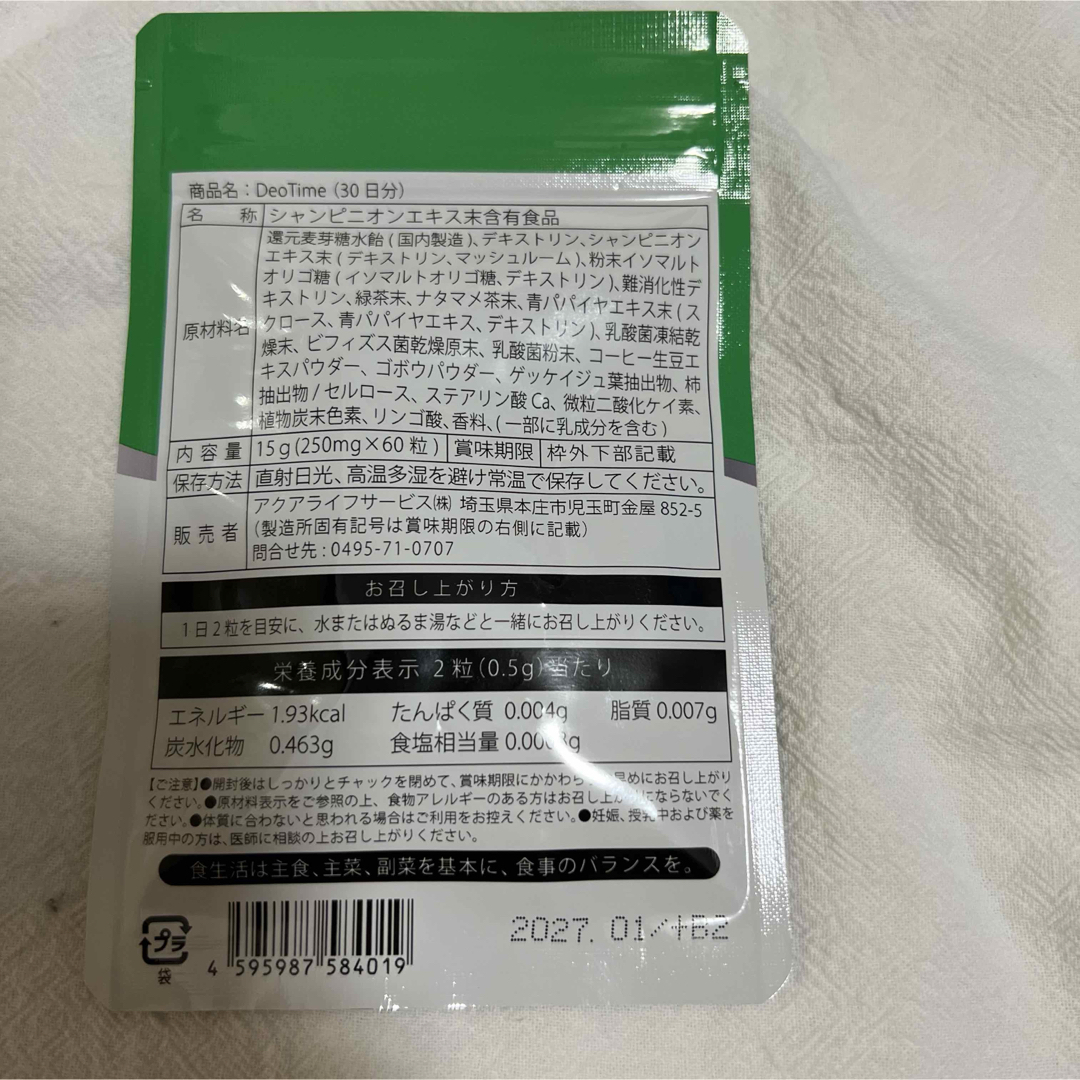 商品名:DeoTime(30日分)
名 称 シャンピニオンエキス末含有食品
原材料名
還元麦芽糖水飴(国内製造)、デキストリン、シャンピニオン
エキス末(デキストリン、マッシュルーム)、粉末イソマルト
オリゴ糖(イソマルトオリゴ糖、デキストリン)、難消化性デ
キストリン、緑茶末、ナタマメ茶末、青パパイヤエキス末(ス
クロース、青パパイヤエキス、デキストリン)、乳酸菌凍結乾
燥末、ビフィズス菌乾燥原末、乳酸菌粉末、コーヒー生豆エ
キスパウダー、ゴボウパウダー、ゲッケイジュ葉抽出物、柿
抽出物/セルロース、ステアリン酸Ca、微粒二酸化ケイ素、
植物炭末色素、リンゴ酸、香料、(一部に乳成分を含む)
内容量 15g(250mg×60粒) 賞味期限 枠外下部記載
保存方法 直射日光、高温多湿を避け常温で保存してください。
販売者
アクアライフサービス㈱ 埼玉県本庄市児玉町金屋852-5
(製造所固有記号は賞味期限の右側に記載)
問合せ先:0495-71-0707
お召し上がり方
1日2粒を目安に、水またはぬるま湯などと一緒にお召し上がりください。
栄養成分表示 2粒(0.5g)当たり
エネルギー 1.93kcal たんぱく質 0.004g 脂質 0.007g
炭水化物 0.463g 食塩相当量
【ご注意】●開封後はしっかりとチャックを閉めて、賞味期限にかかわら 早めにお召し上がり
ください。●原材料表示をご参照の上、食物アレルギーのある方はお召し上が にならないでく
ださい。●体質に合わないと思われる場合はご利用をお控えください。●妊娠、授乳中および薬を
服用中の方は、医師に相談の上お召し上がりください。
食生活は主食、主菜、副菜を基本に、食事のバランスを。
プラ
袋
4 595987 584019
2027. 01/+B2